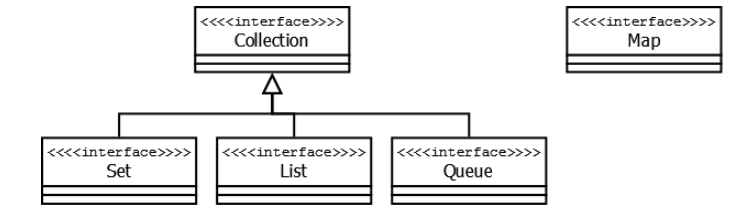 <<<<interface>>>>
Collection
<<<<interface>>>>
Map
<<<<interface>>>>
Set
<<<<interface>>>>
List
<<<<interface>>>>
Queue